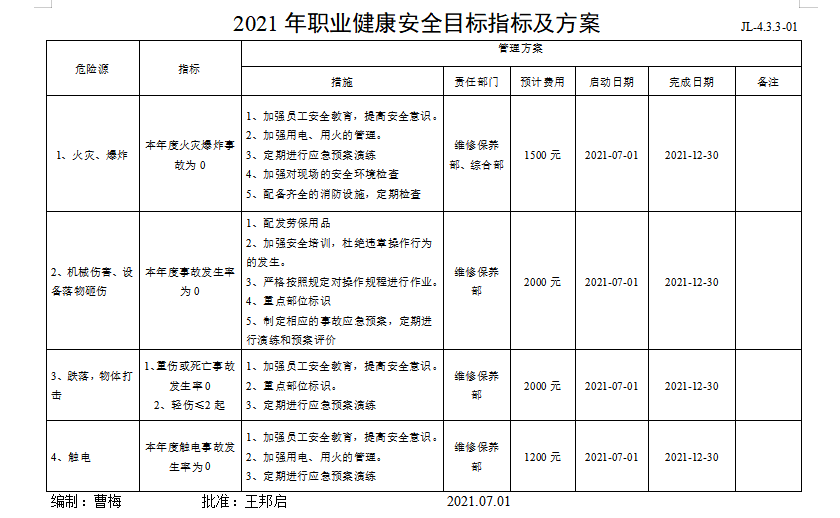 2021 年职业健康安全目标指标及方案
JL-4.3.3-01
危险源
指标
管理方案
措施
责任部门
预计费用
启动日期
完成日期
备注
1、火灾、爆炸
本年度火灾爆炸事
故为 0
1、加强员工安全教育，提高安全意识。
2、加强用电、用火的管理。
3、定期进行应急预案演练
4、加强对现场的安全环境检查
5、配备齐全的消防设施，定期检查
维修保养
部、综合部
1500 元
2021-07-01
2021-12-30
2、机械伤害、设
备落物砸伤
本年度事故发生率
为 0
1、配发劳保用品
2、加强安全培训，杜绝违章操作行为
的发生。
3、严格按照规定对操作规程进行作业。
4、重点部位标识
5、制定相应的事故应急预案，定期进
行演练和预案评价
维修保养
部
2000 元
2021-07-01
2021-12-30
3、跌落，物体打
击
1、重伤或死亡事故
发生率 0
2、轻伤≤2 起
1、加强员工安全教育，提高安全意识。
2、重点部位标识。
3、定期进行应急预案演练
维修保养
部
2000 元
2021-07-01
2021-12-30
4、触电
本年度触电事故发
生率为 0
1、加强员工安全教育，提高安全意识。
2、加强用电、用火的管理。
3、定期进行应急预案演练
维修保养
部
1200 元
2021-07-01
2021-12-30
编制：曹梅 批准：王邦启 2021.07.01